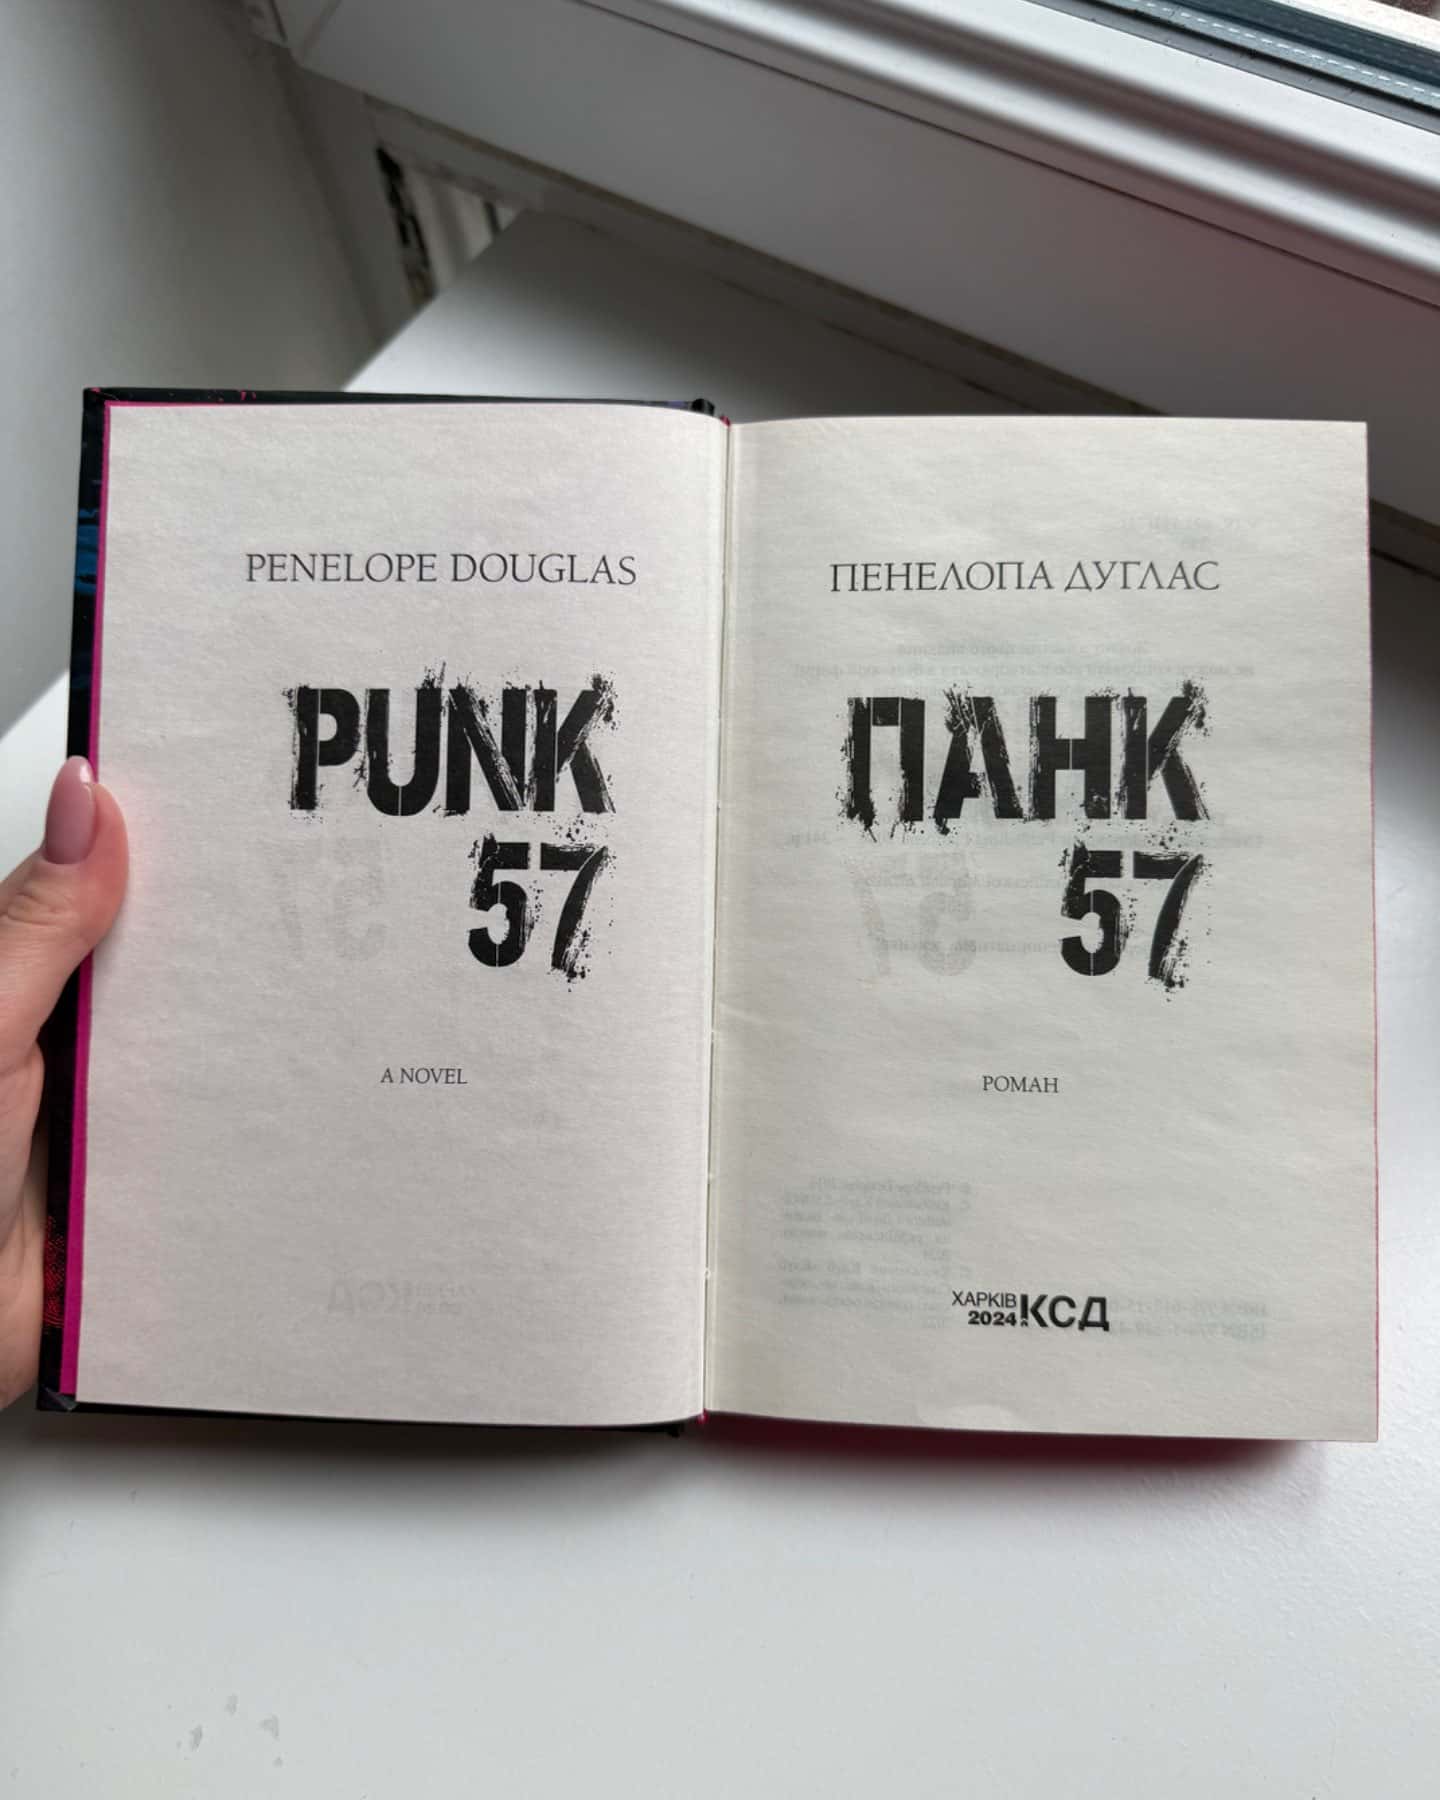 PENELOPE DOUGLAS
PUNK
57
A NOVEL
ПЕНЕЛОПА ДУГЛАС
ПАНК
57
РОМАН
ХАРКІВ
2024
КСД